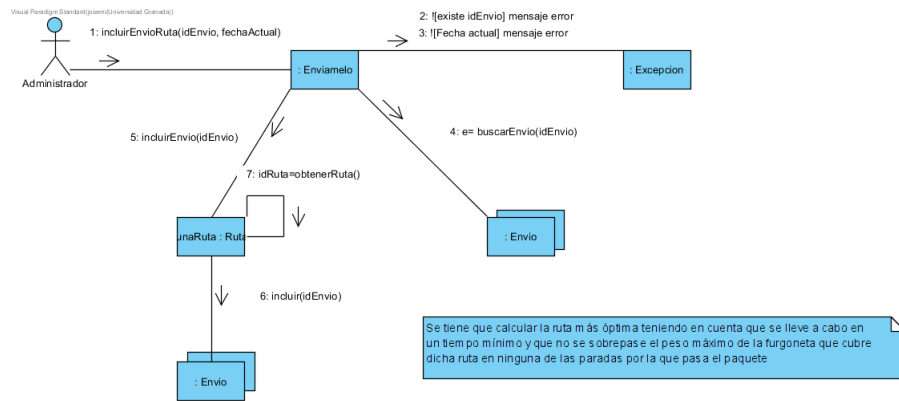 Visual Paradigm Standard(josemi(Universidad Granada))
1: incluirEnvioRuta(idEnvio, fechaActual)
2: ![existe idEnvio] mensaje error
3: ![Fecha actual] mensaje error
: Enviamelo
: Excepcion
Administrador
5: incluirEnvio(idEnvio)
4: e= buscarEnvio(idEnvio)
7: idRuta=obtenerRuta()
unaRuta : Ruta
: Envio
6: incluir(idEnvio)
Se tiene que calcular la ruta más óptima teniendo en cuenta que se lleve a cabo en
un tiempo mínimo y que no se sobrepase el peso máximo de la furgoneta que cubre
dicha ruta en ninguna de las paradas por la que pasa el paquete
: Envio